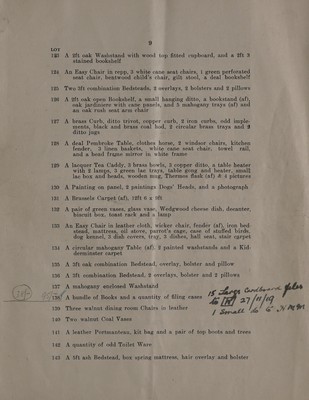 9
LOT
123 A 3ft oak Washstand with wood top fitted cupboard, and a 2ft 3
stained bookshelf
124 An Easy Chair in repp, 3 white cane seat chairs, 1 green perforated
seat chair, bentwood child's chair, gilt stool, a deal bookshelf
125 Two 3ft combination Bedsteads, 2 overlays, 2 bolsters and 2 pillows
126 A 2ft oak open Bookshelf, a small hanging ditto, a bookstand (af),
oak jardiniere with cane panels, and 3 mahogany trays (af) and
an oak rush seat arm chair
127 A brass Curb, ditto trivet, copper curb, 2 iron curbs, odd imple-
ments, black and brass coal hod, 2 circular brass trays and 2
ditto jugs
128 A deal Pembroke Table, clothes horse, 2 windsor chairs, kitchen
fender, 3 linen baskets, white cane seat chair, towel rail,
and a bend frame mirror in white frame
129 A lacquer Tea Caddy, 3 brass bowls, 3 copper ditto, a table heater
with 2 lamps, 3 green tea trays, table gong and beater, small
lac box and beads, wooden mug, Thermos flask (af) & 3 pictures
130 A Painting on panel, 2 paintings Dogs' Heads, and a photograph
131 A Brussels Carpet (af), 12ft 6 x 9ft
132 A pair of green vases, glass vase, Wedgwood cheese dish, decanter,
biscuit box, toast rack and a lamp
133 An Easy Chair in leather cloth, wicker chair, fender (af), iron bed
stead, mattress, oil stove, parrot's cage, case of stuffed birds,
dog kennel, 3 dish covers, tray, 3 dishes, hall mat, stair carpet
134 A circular mahogany Table (af), 2 painted washstands and a Kid-
derminster carpet
135 A 3ft oak combination Bedstead, overlay, bolster and pillow
136 A 3ft combination Bedstead, 2 overlays, bolster and 2 pillows
137 A mahogany enclosed Washstand
138 A bundle of Books and a quantity of filing cases
15 Large Cardboard
27/11/
1 Small
139 Three walnut dining room Chairs in leather
140 Two walnut Coal Vases
141 A leather Portmanteau, kit bag and a pair of top boots and trees
142 A quantity of odd Toilet Ware
143 A 3ft ash Bedstead, box spring mattress, hair overlay and bolster